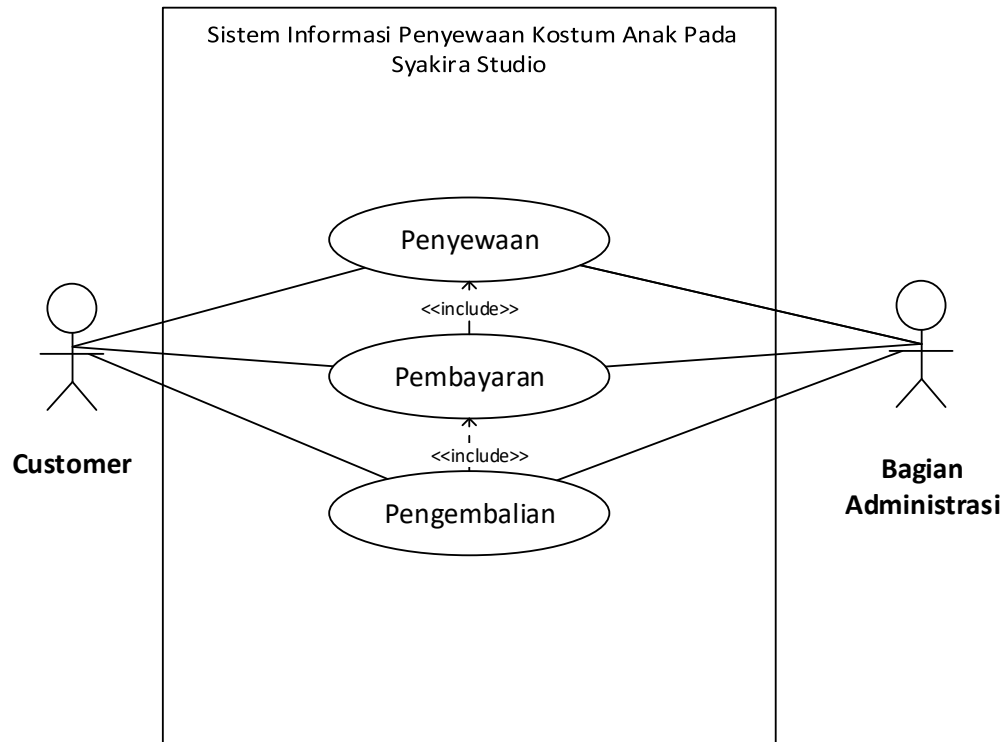 Sistem Informasi Penyewaan Kostum Anak Pada
Syakira Studio
Penyewaan
<<include>>
Pembayaran
<<include>>
Pengembalian
Customer
Bagian
Administrasi